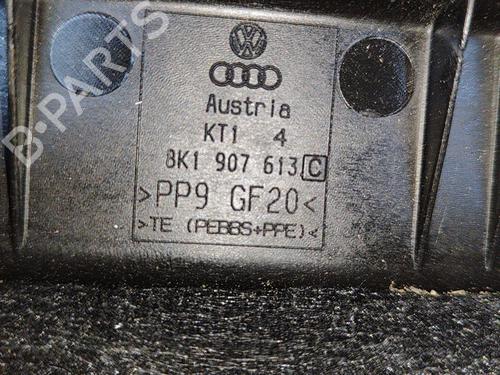 B-PARTS
Austria
KT1 4
8K1 907 613 C
>PP9 GF20<
>TE (PEBBS+PPE)<